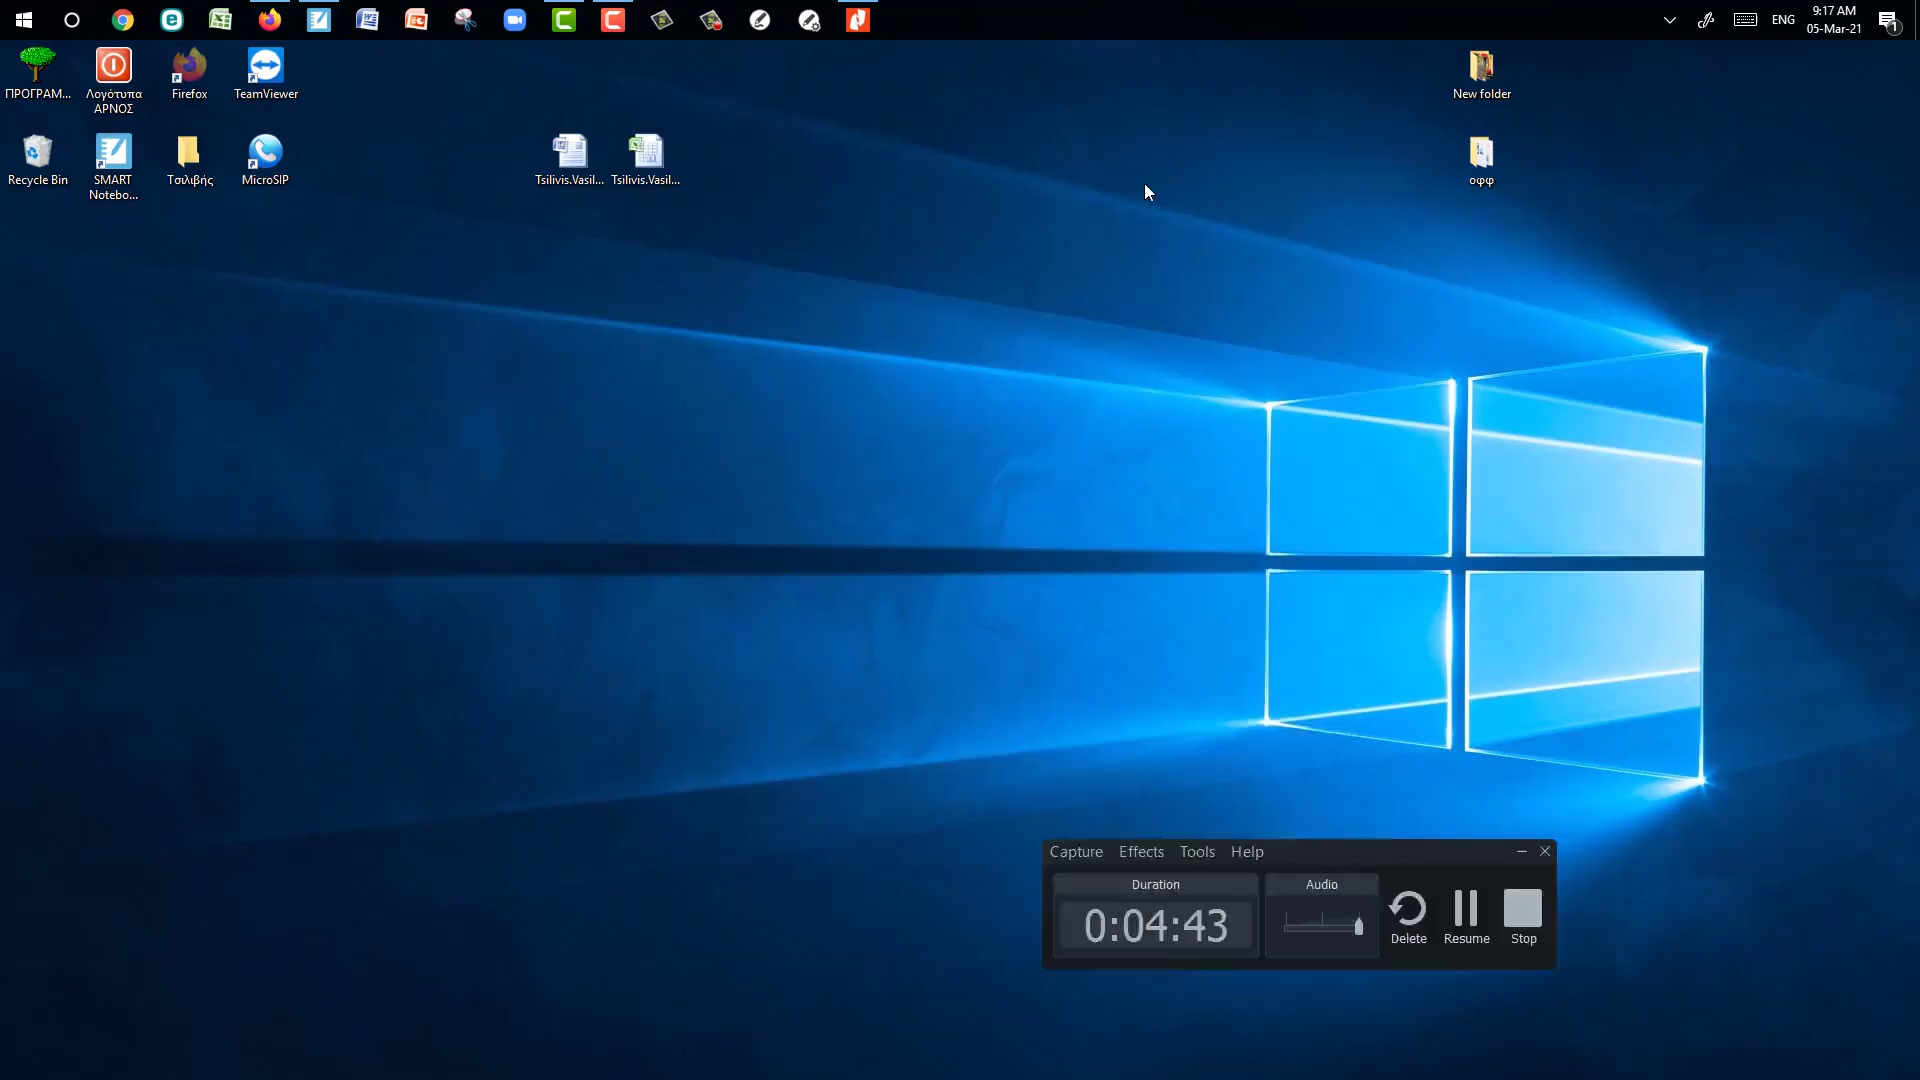 ENG
9:17 AM
05-Mar-21
1
ΠΡΟΓΡΑΜ...
Λογότυπα
ΑΡΝΟΣ
Firefox
TeamViewer
New folder
Recycle Bin
SMART
Notebo...
Τσιλιβής
MicroSIP
Tsilivis.Vasil...
Tsilivis.Vasil...
οφφ
Capture
Effects
Tools
Help
Duration
Audio
0:04:43
Delete
Resume
Stop